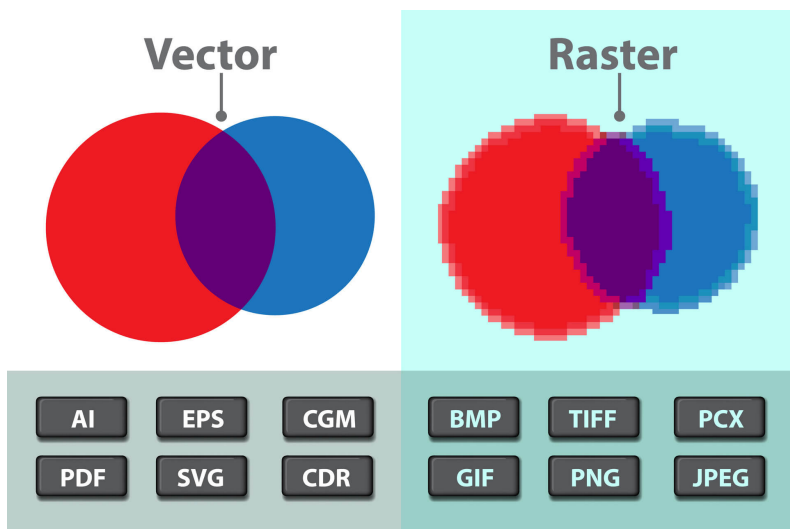 Vector
Raster
AI EPS CGM
PDF SVG CDR
BMP TIFF PCX
GIF PNG JPEG